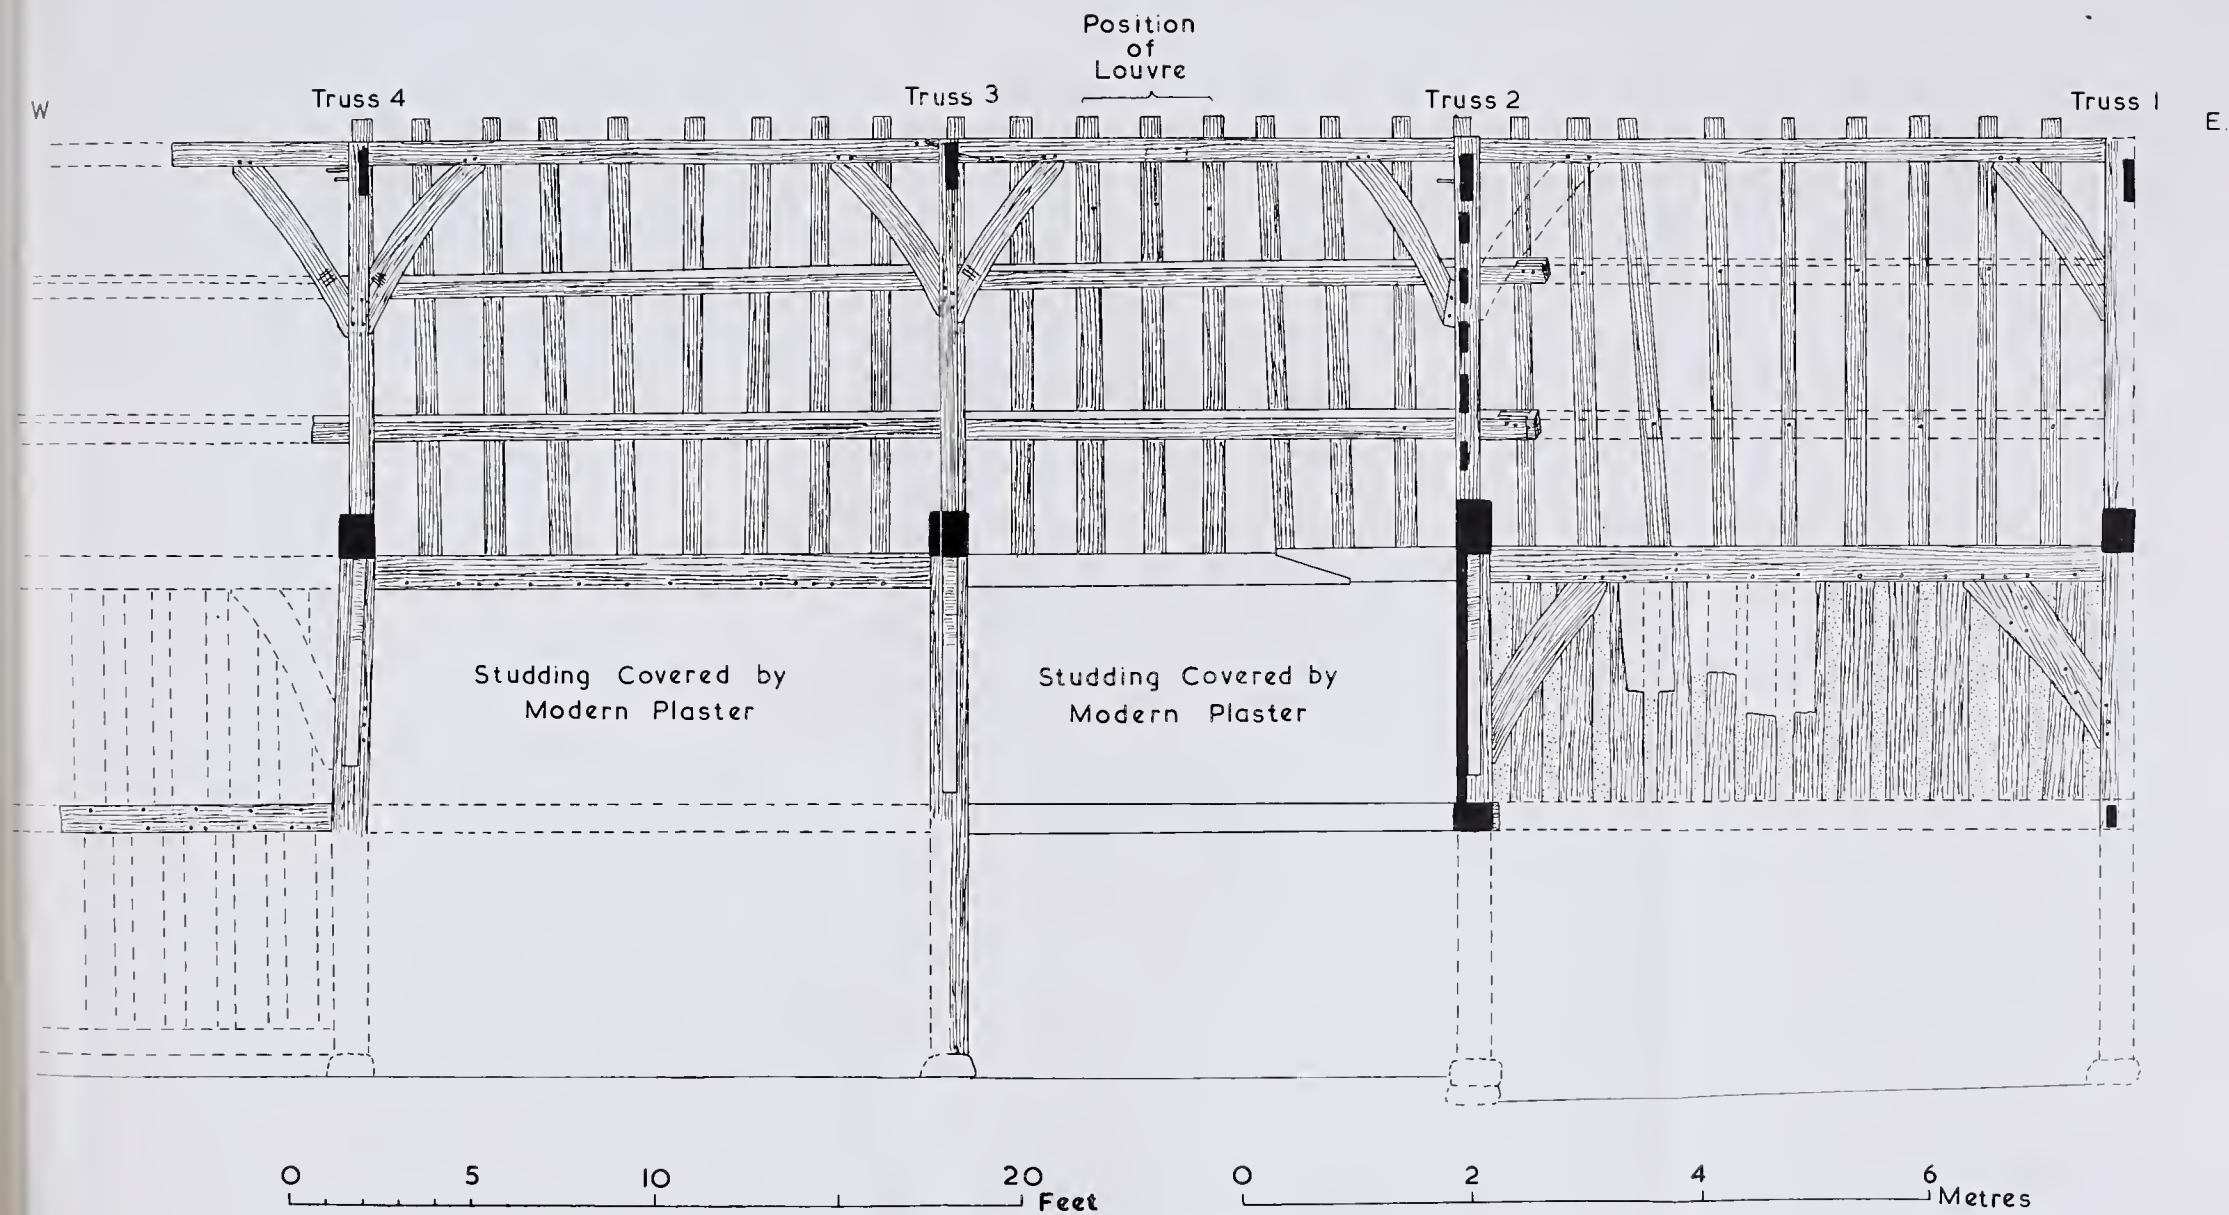 Position
of
Louvre
Truss 4
Truss 3
Truss 2
Truss 1
W
E.
Studding Covered by
Modern Plaster
Studding Covered by
Modern Plaster
0 5 10 20 Feet
0 2 4 6 Metres